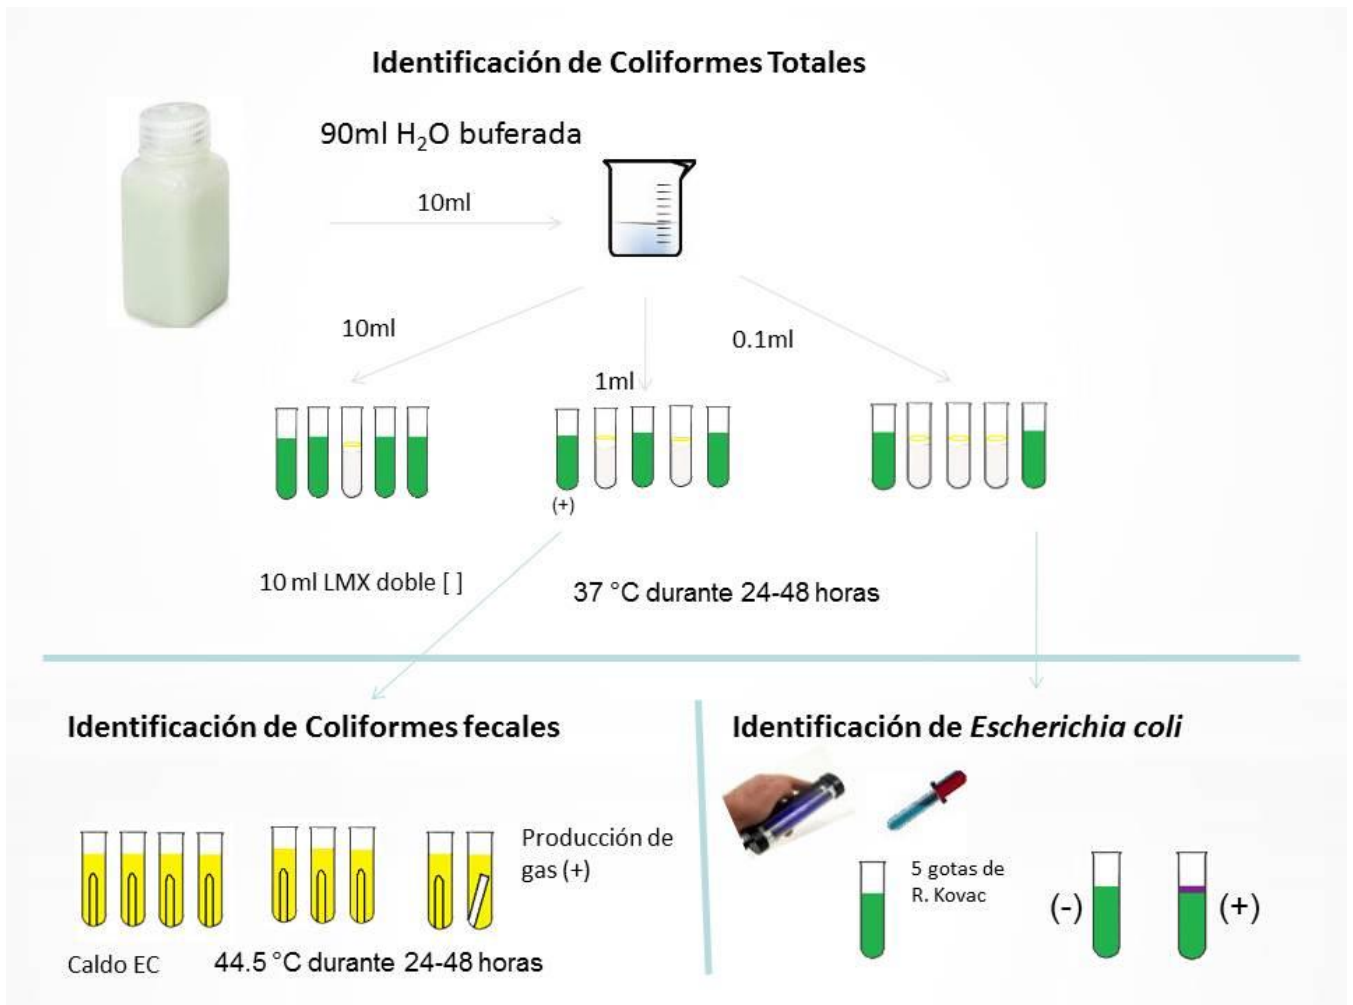 Identificación de Coliformes Totales
90ml H₂O buferada
10ml
10ml
1ml
0.1ml
(+)
10 ml LMX doble [ ]
37 °C durante 24-48 horas
Identificación de Coliformes fecales
Producción de
gas (+)
Caldo EC
44.5 °C durante 24-48 horas
Identificación de Escherichia coli
5 gotas de
R. Kovac
(-)
(+)